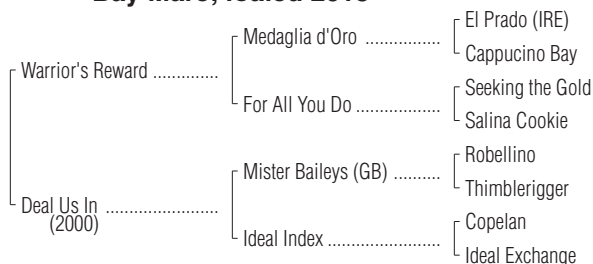 Bay Mare; foaled
El Prado (IRE)
Medaglia d'Oro ................
Cappucino Bay
Warrior's Reward .............
Seeking the Gold
For All You Do ................
Salina Cookie
Robellino
Mister Baileys (GB) ..........
Thimblerigger
Deal Us In ......................
(2000)
Copelan
Ideal Index ....................
Ideal Exchange